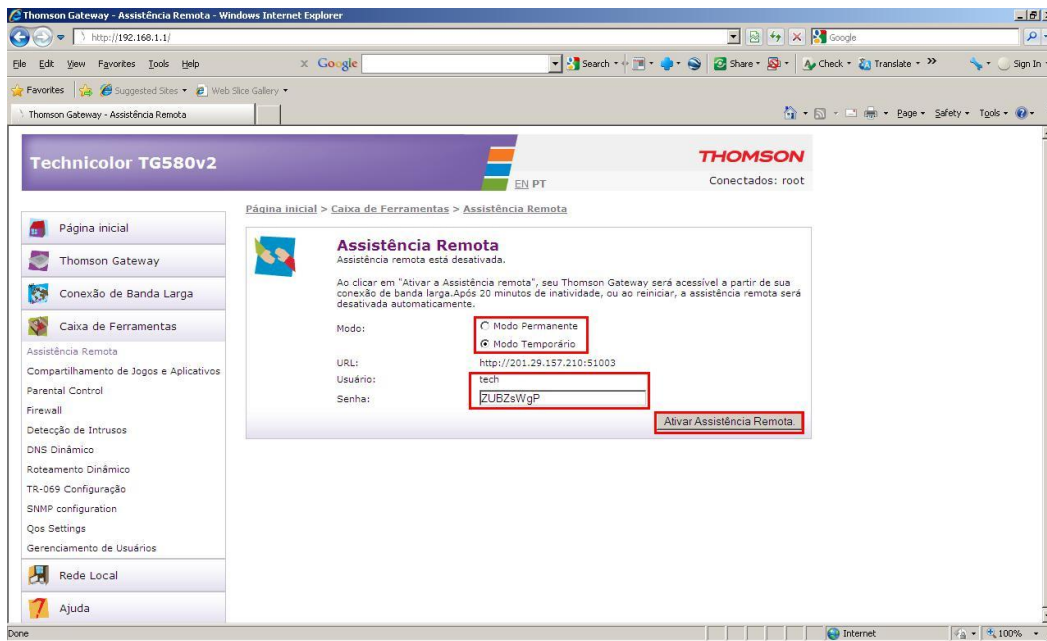 Thomson Gateway - Assistência Remota - Windows Internet Explorer
http://192.168.1.1/
Google
File Edit View Favorites Tools Help
x Google Search Share Check Translate Sign In
Favorites Suggested Sites Web Slice Gallery
Thomson Gateway - Assistência Remota
Page Safety Tools
Technicolor TG580v2
THOMSON
EN PT
Conectados: root
Página inicial > Caixa de Ferramentas > Assistência Remota
Página inicial
Thomson Gateway
Conexão de Banda Larga
Caixa de Ferramentas
Assistência Remota
Compartilhamento de Jogos e Aplicativos
Parental Control
Firewall
Detecção de Intrusos
DNS Dinâmico
Roteamento Dinâmico
TR-069 Configuração
SNMP configuration
Qos Settings
Gerenciamento de Usuários
Rede Local
Ajuda
Assistência Remota
Assistência remota está desativada.
Ao clicar em "Ativar a Assistência remota", seu Thomson Gateway será acessível a partir de sua
conexão de banda larga.Após 20 minutos de inatividade, ou ao reiniciar, a assistência remota será
desativada automaticamente.
Modo: Modo Permanente
Modo Temporário
URL: http://201.29.157.210:51003
Usuário: tech
Senha: ZUBZsWgP
Ativar Assistência Remota.
Done
Internet
100%